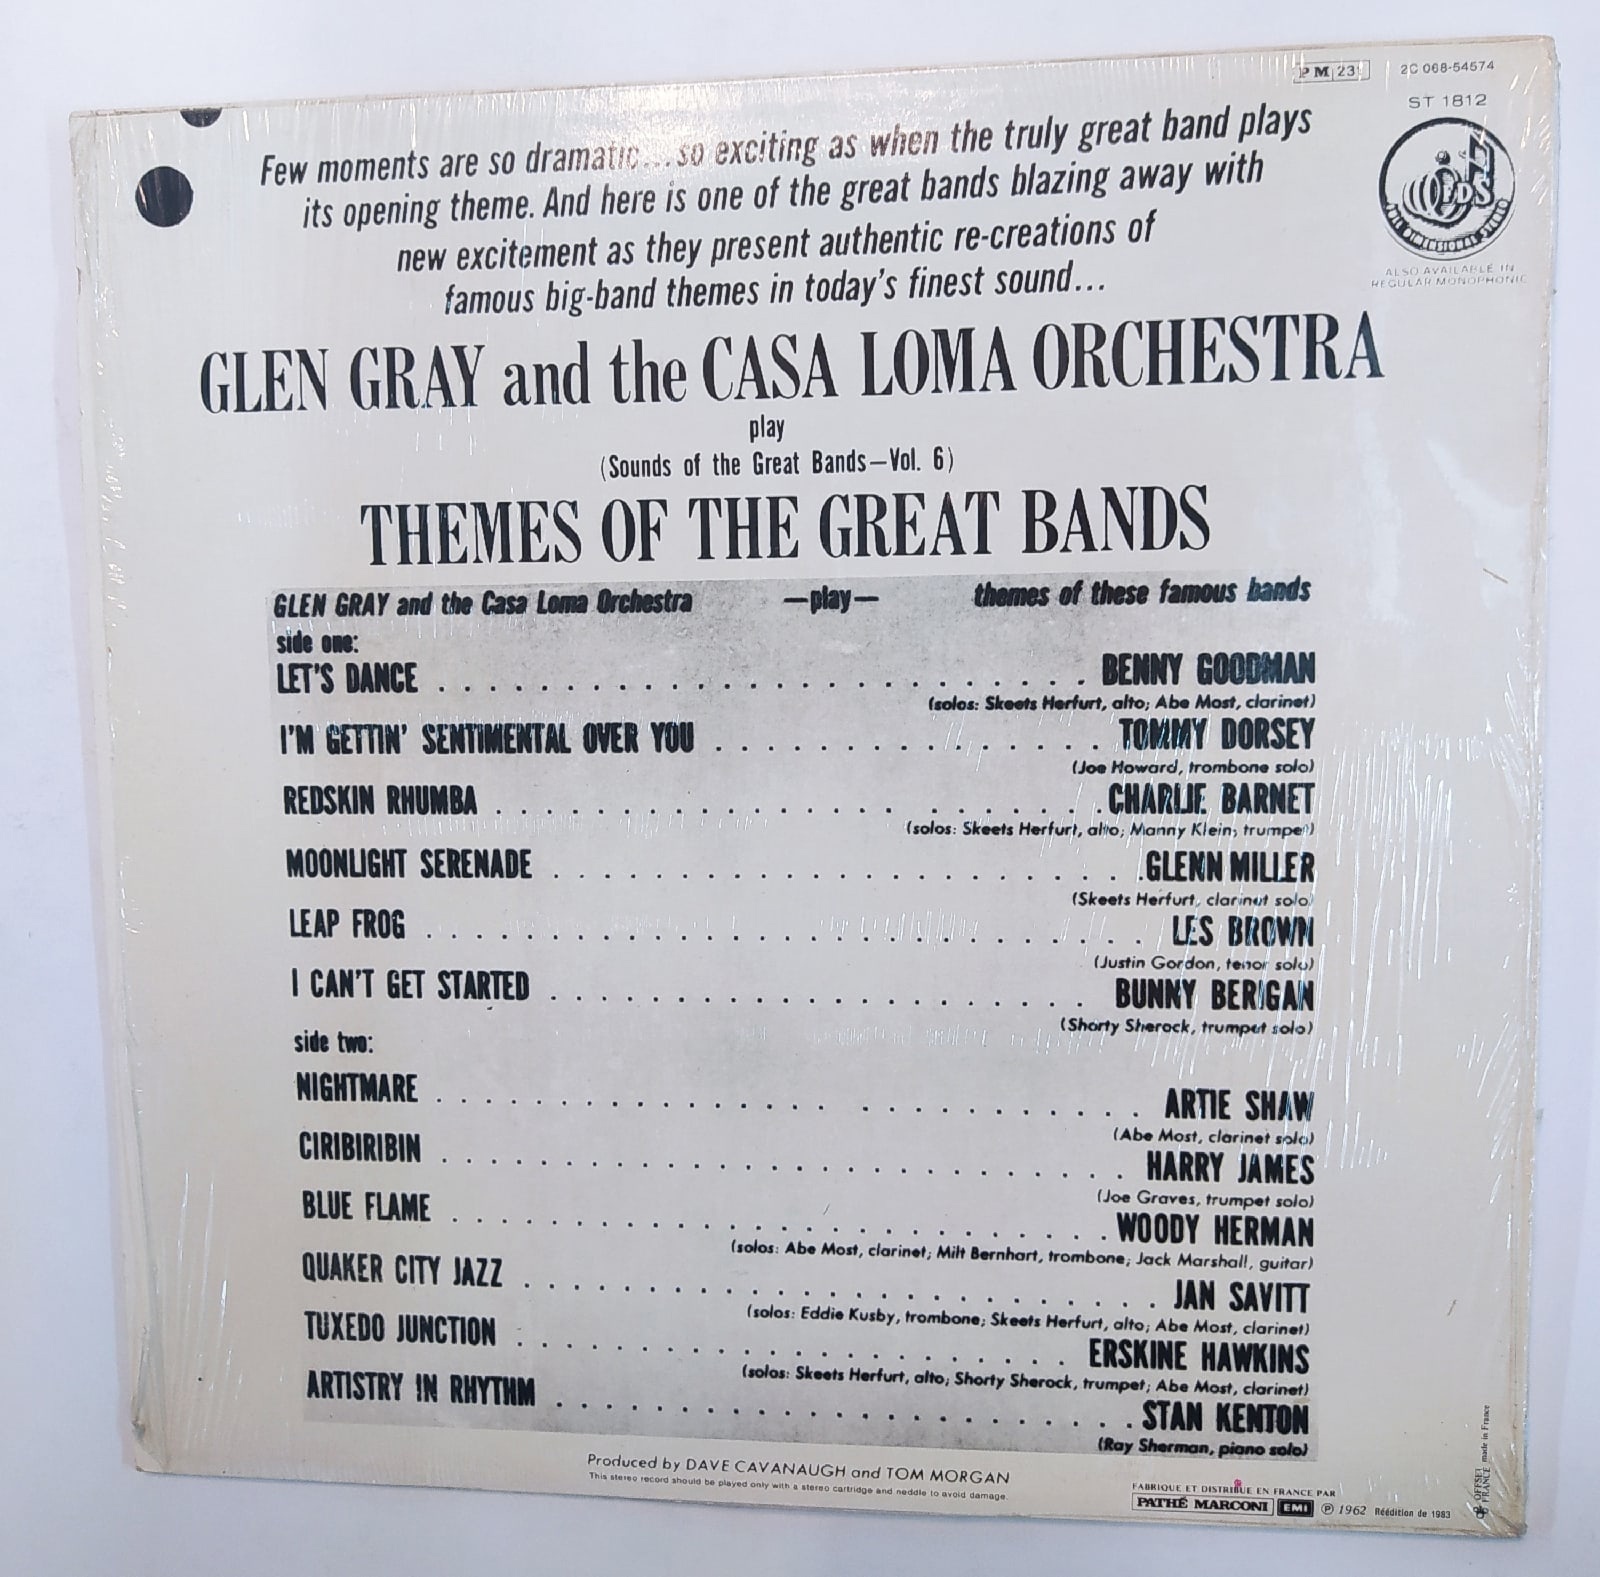 PM 23
2C 068-54574
ST 1812
Few moments are so dramatic...so exciting as when the truly great band plays
its opening theme. And here is one of the great bands blazing away with
new excitement as they present authentic re-creations of
famous big-band themes in today's finest sound...
FDS
FULL DIMENSIONAL STEREO
ALSO AVAILABLE IN
REGULAR MONOPHONIC
GLEN GRAY and the CASA LOMA ORCHESTRA
play
(Sounds of the Great Bands—Vol. 6)
THEMES OF THE GREAT BANDS
GLEN GRAY and the Casa Loma Orchestra —play— themes of these famous bands
side one:
LET'S DANCE . . . . . . . . . . . . . . . . . . . . BENNY GOODMAN
(solos: Skeets Herfurt, alto; Abe Most, clarinet)
I'M GETTIN' SENTIMENTAL OVER YOU . . . . . . . . . . . . . . . TOMMY DORSEY
(Joe Howard, trombone solo)
REDSKIN RHUMBA . . . . . . . . . . . . . . . . . . CHARLIE BARNET
(solos: Skeets Herfurt, alto; Manny Klein, trumpet)
MOONLIGHT SERENADE . . . . . . . . . . . . . . . . . . GLENN MILLER
(Skeets Herfurt, clarinet solo)
LEAP FROG . . . . . . . . . . . . . . . . . . . . . . LES BROWN
(Justin Gordon, tenor solo)
I CAN'T GET STARTED . . . . . . . . . . . . . . . . . . BUNNY BERIGAN
(Shorty Sherock, trumpet solo)
side two:
NIGHTMARE . . . . . . . . . . . . . . . . . . . . . . ARTIE SHAW
(Abe Most, clarinet solo)
CIRIBIRIBIN . . . . . . . . . . . . . . . . . . . . . HARRY JAMES
(Joe Graves, trumpet solo)
BLUE FLAME . . . . . . . . . . . . . . . . . . . . . WOODY HERMAN
(solos: Abe Most, clarinet; Milt Bernhart, trombone; Jack Marshall, guitar)
QUAKER CITY JAZZ . . . . . . . . . . . . . . . . . . . JAN SAVITT
(solos: Eddie Kusby, trombone; Skeets Herfurt, alto; Abe Most, clarinet)
TUXEDO JUNCTION . . . . . . . . . . . . . . . . . . ERSKINE HAWKINS
(solos: Skeets Herfurt, alto; Shorty Sherock, trumpet; Abe Most, clarinet)
ARTISTRY IN RHYTHM . . . . . . . . . . . . . . . . . . STAN KENTON
(Ray Sherman, piano solo)
Produced by DAVE CAVANAUGH and TOM MORGAN
This stereo record should be played only with a stereo cartridge and neddle to avoid damage.
FABRIQUE ET DISTRIBUE EN FRANCE PAR
PATHÉ MARCONI EMI ℗ 1962 Réédition de 1983
OFFSET FRANCE made in France